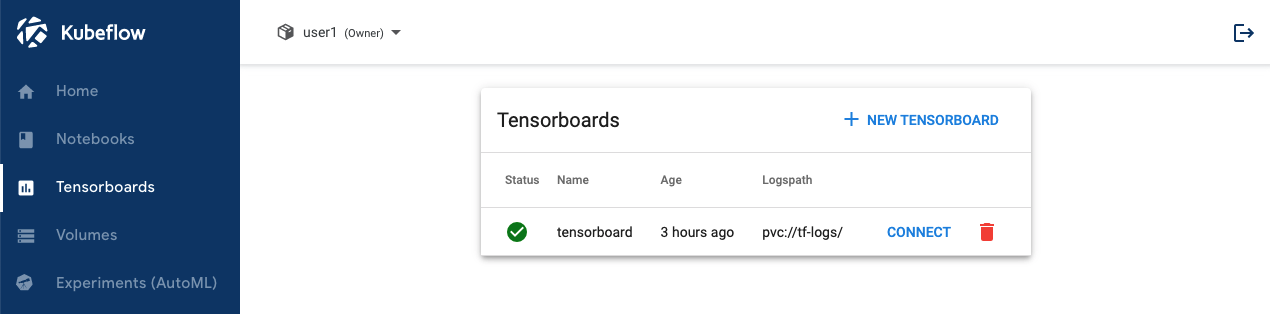 Kubeflow
user1 (Owner)
Home
Notebooks
Tensorboards
Volumes
Experiments (AutoML)
Tensorboards
NEW TENSORBOARD
Status Name Age Logspath
tensorboard 3 hours ago pvc://tf-logs/ CONNECT